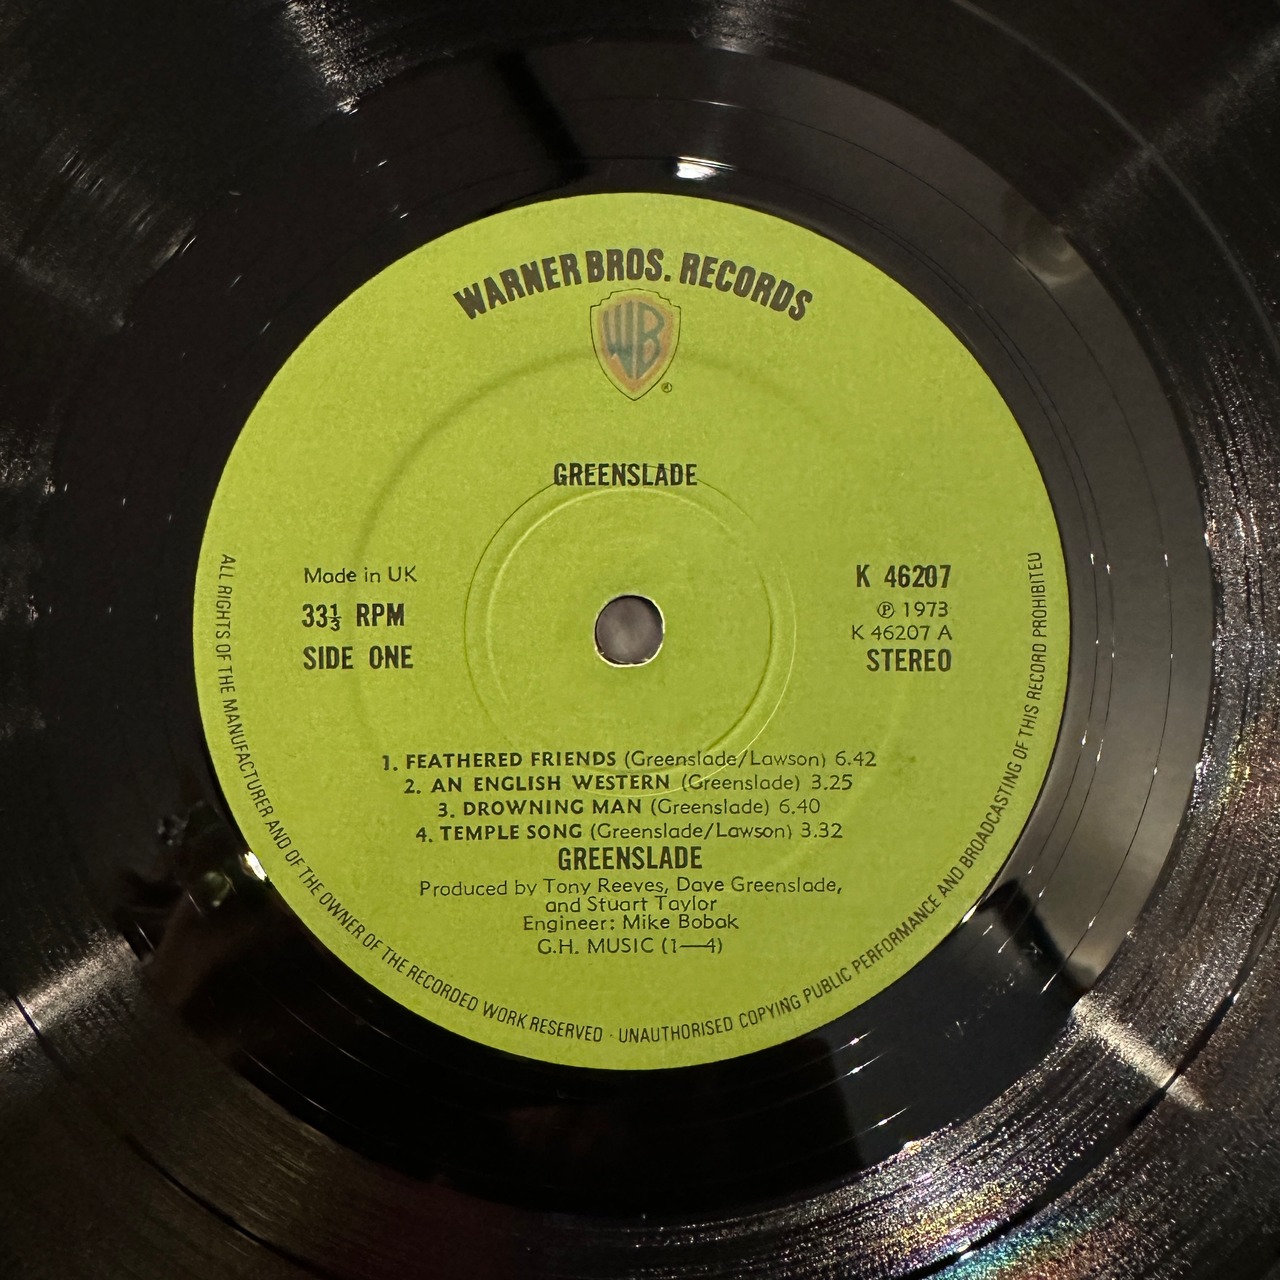 WARNER BROS. RECORDS
WB
®
GREENSLADE
Made in UK
33⅓ RPM
SIDE ONE
K 46207
℗ 1973
K 46207 A
STEREO
1. FEATHERED FRIENDS (Greenslade/Lawson) 6.42
2. AN ENGLISH WESTERN (Greenslade) 3.25
3. DROWNING MAN (Greenslade) 6.40
4. TEMPLE SONG (Greenslade/Lawson) 3.32
GREENSLADE
Produced by Tony Reeves, Dave Greenslade,
and Stuart Taylor
Engineer: Mike Bobak
G.H. MUSIC (1—4)
ALL RIGHTS OF THE MANUFACTURER AND OF THE OWNER OF THE RECORDED WORK RESERVED · UNAUTHORISED COPYING PUBLIC PERFORMANCE AND BROADCASTING OF THIS RECORD PROHIBITED